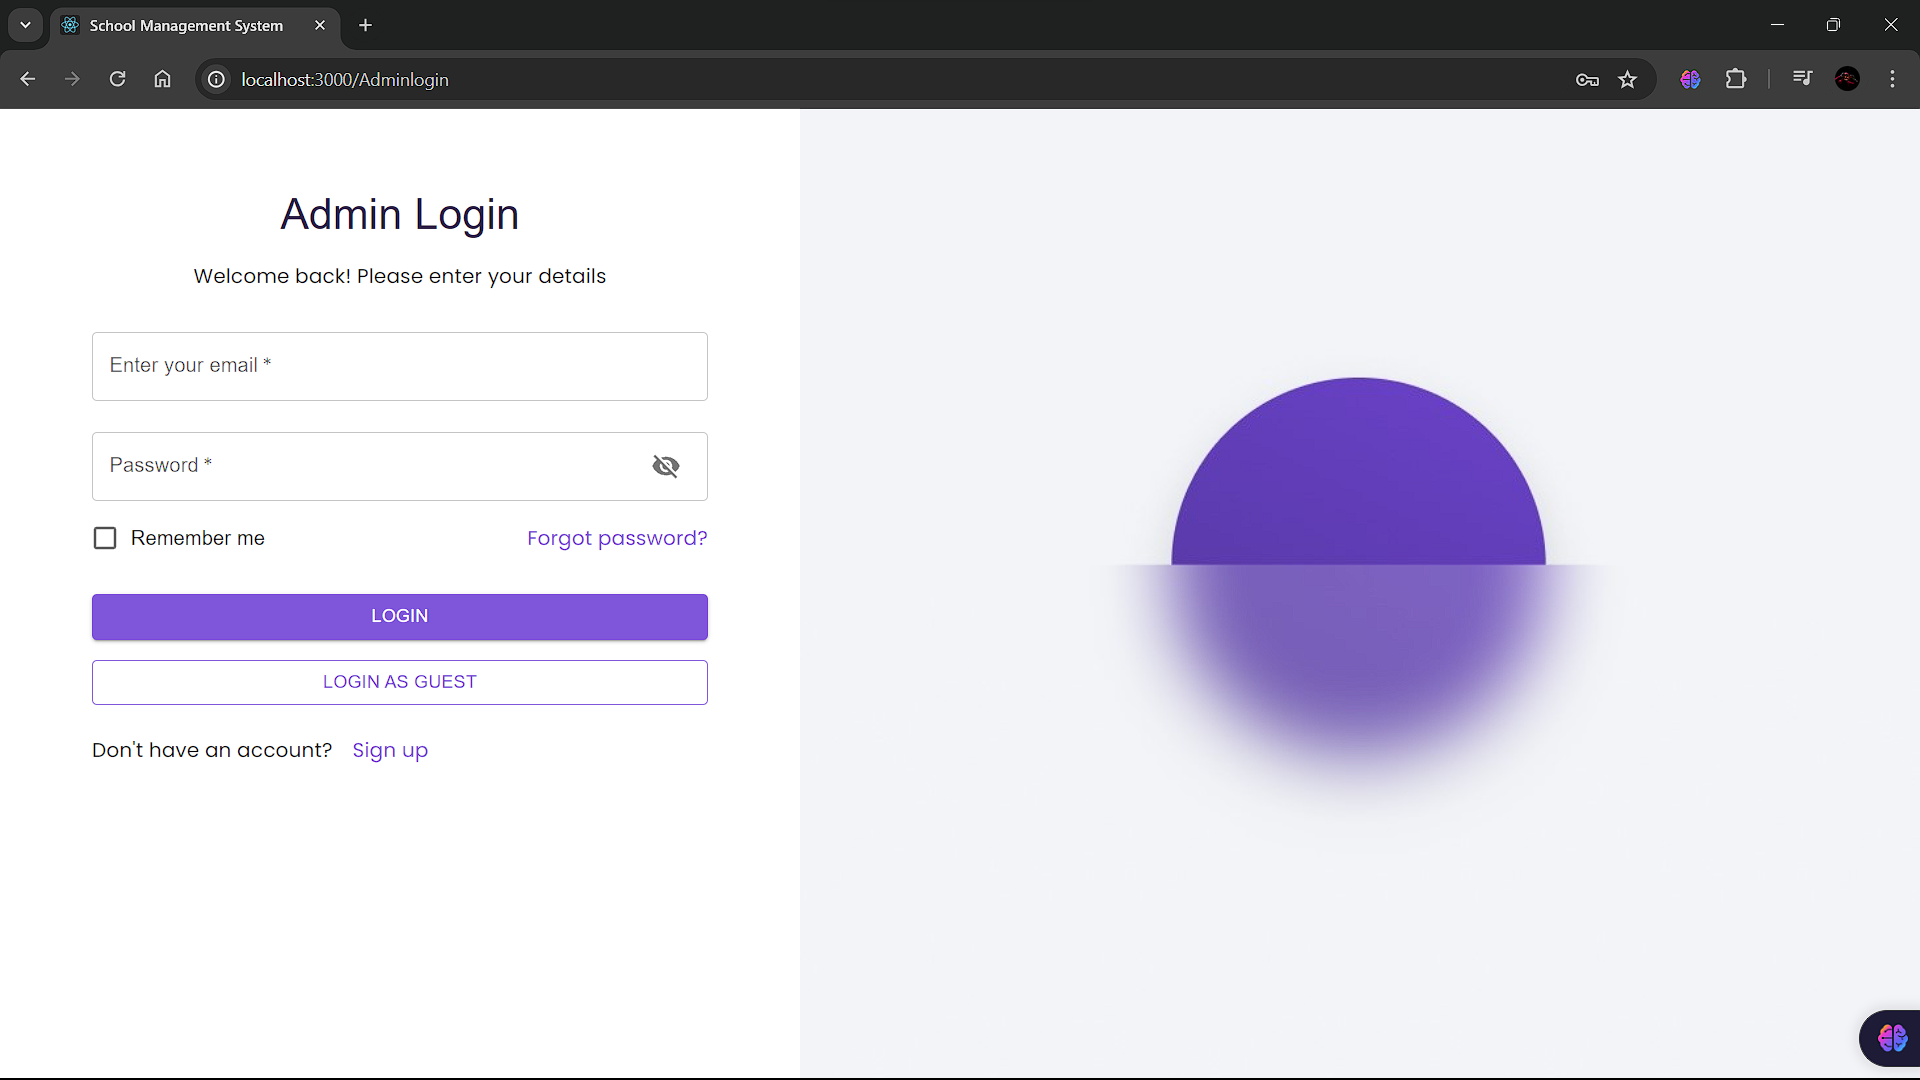 School Management System
localhost:3000/Adminlogin
Admin Login
Welcome back! Please enter your details
Enter your email *
Password *
Remember me
Forgot password?
LOGIN
LOGIN AS GUEST
Don't have an account? Sign up